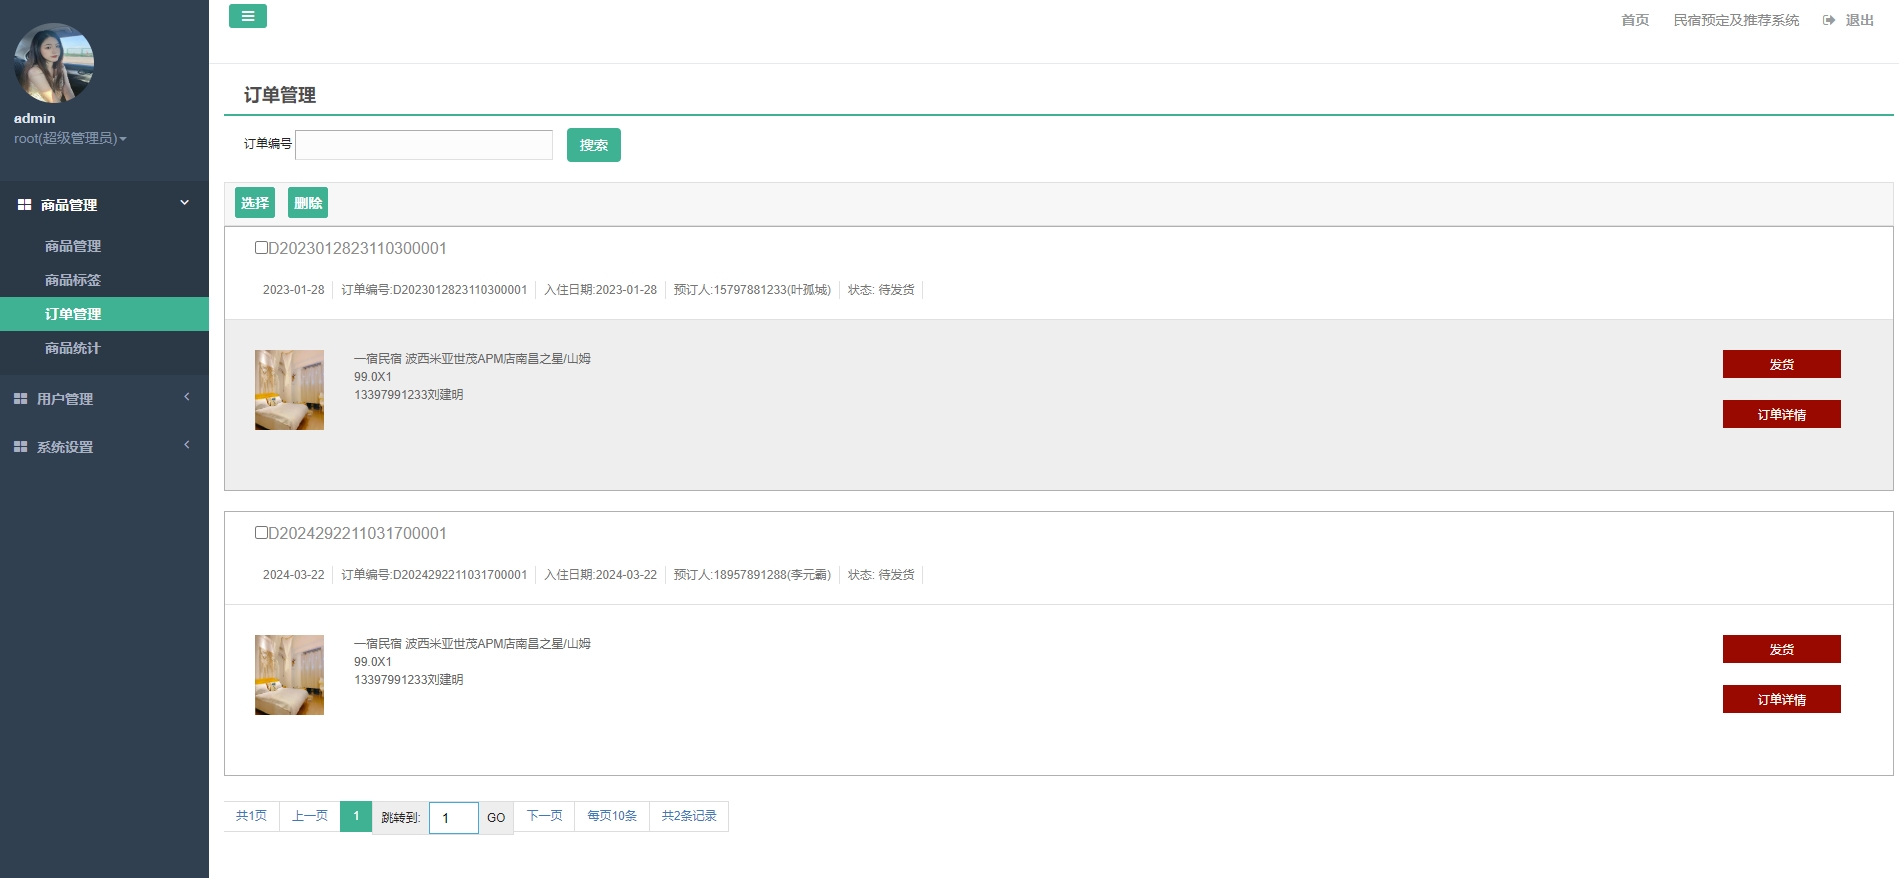 首页 民宿预定及推荐系统 退出
admin
root(超级管理员)
商品管理
商品管理
商品标签
订单管理
商品统计
用户管理
系统设置
订单管理
订单编号 搜索
选择 删除
D2023012823110300001
2023-01-28 订单编号:D2023012823110300001 入住日期:2023-01-28 预订人:15797881233(叶孤城) 状态: 待发货
一宿民宿 波西米亚世茂APM店南昌之星/山姆
99.0X1
13397991233刘建明
发货
订单详情
D2024292211031700001
2024-03-22 订单编号:D2024292211031700001 入住日期:2024-03-22 预订人:18957891288(李元霸) 状态: 待发货
一宿民宿 波西米亚世茂APM店南昌之星/山姆
99.0X1
13397991233刘建明
发货
订单详情
共1页 上一页 1 跳转到: 1 GO 下一页 每页10条 共2条记录